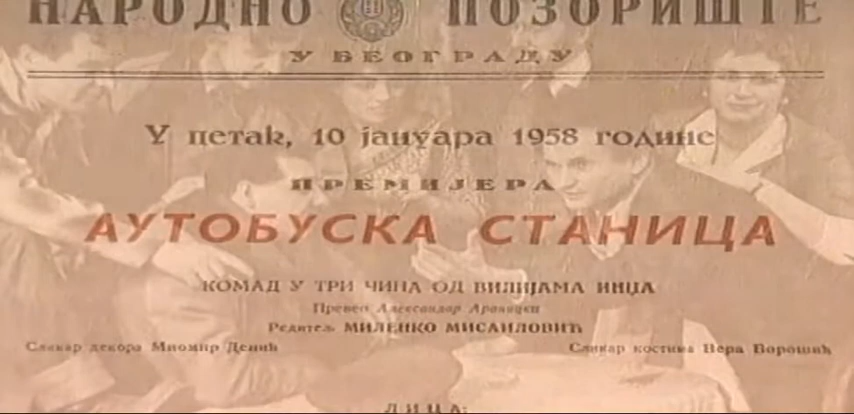 НАРОДНО ПОЗОРИШТЕ
У БЕОГРАДУ
У петак, 10 јануара 1958 године
ПРЕМИЈЕРА
АУТОБУСКА СТАНИЦА
КОМАД У ТРИ ЧИНА ОД ВИЛИЈАМА ИНЏА
Превео Александар
Редитељ МИЛЕНКО МИСАИЛОВИЋ
Сликар декора Миомир Денић Сликар костима Вера Борошић
ЛИЦА: